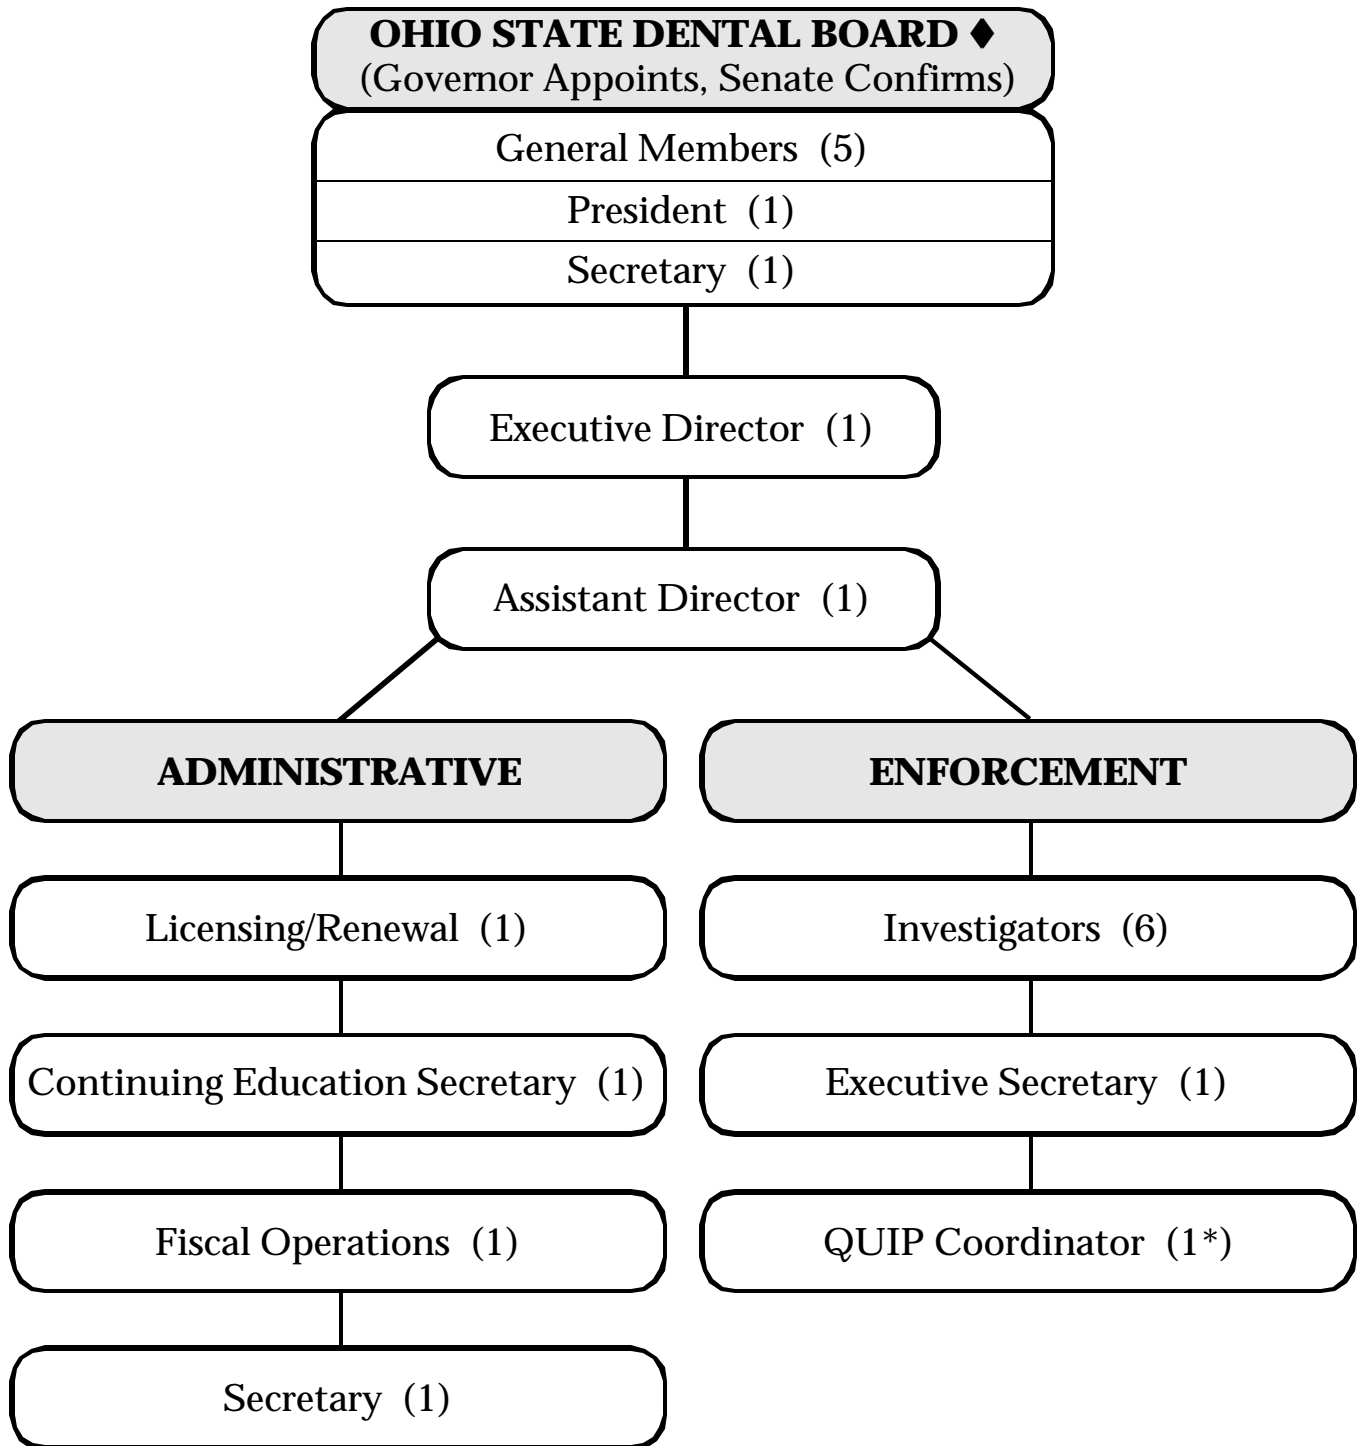 OHIO STATE DENTAL BOARD ♦
(Governor Appoints, Senate Confirms)
General Members (5)
President (1)
Secretary (1)
Executive Director (1)
Assistant Director (1)
ADMINISTRATIVE
Licensing/Renewal (1)
Continuing Education Secretary (1)
Fiscal Operations (1)
Secretary (1)
ENFORCEMENT
Investigators (6)
Executive Secretary (1)
QUIP Coordinator (1*)